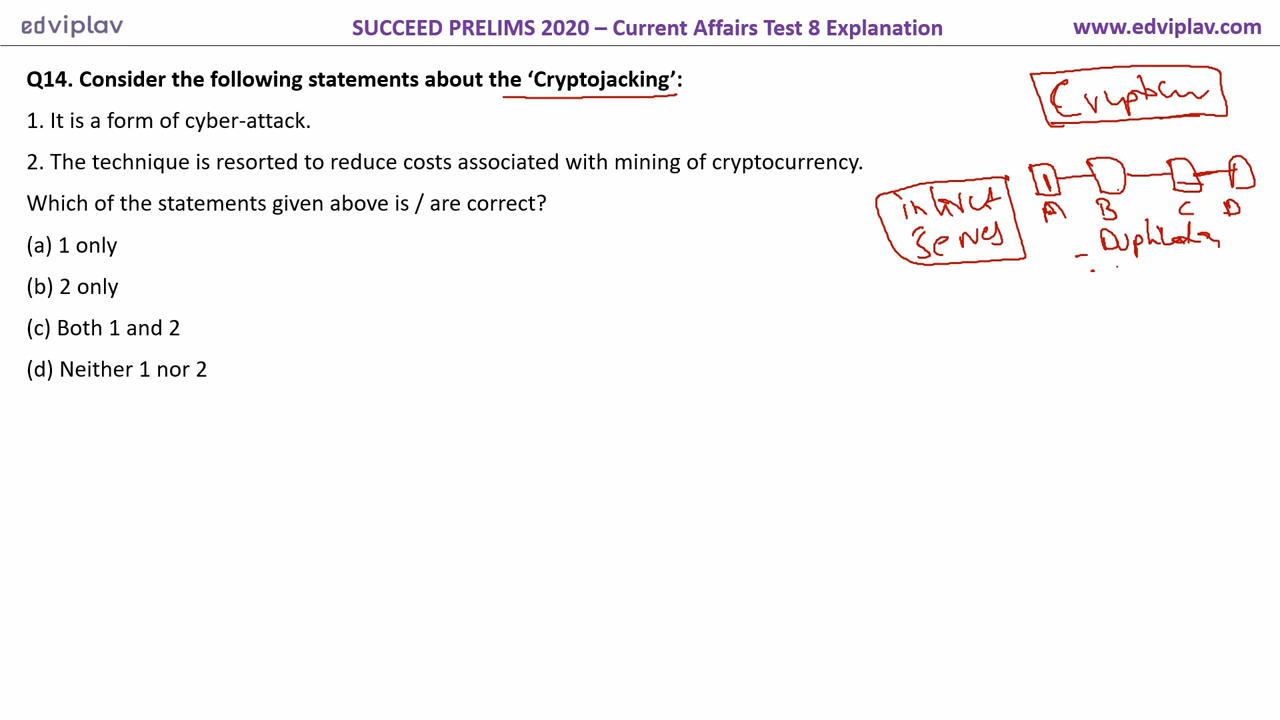 edviplav
SUCCEED PRELIMS 2020 – Current Affairs Test 8 Explanation
www.edviplav.com
Q14. Consider the following statements about the ‘Cryptojacking’:
1. It is a form of cyber-attack.
2. The technique is resorted to reduce costs associated with mining of cryptocurrency.
Which of the statements given above is / are correct?
(a) 1 only
(b) 2 only
(c) Both 1 and 2
(d) Neither 1 nor 2
A B C D